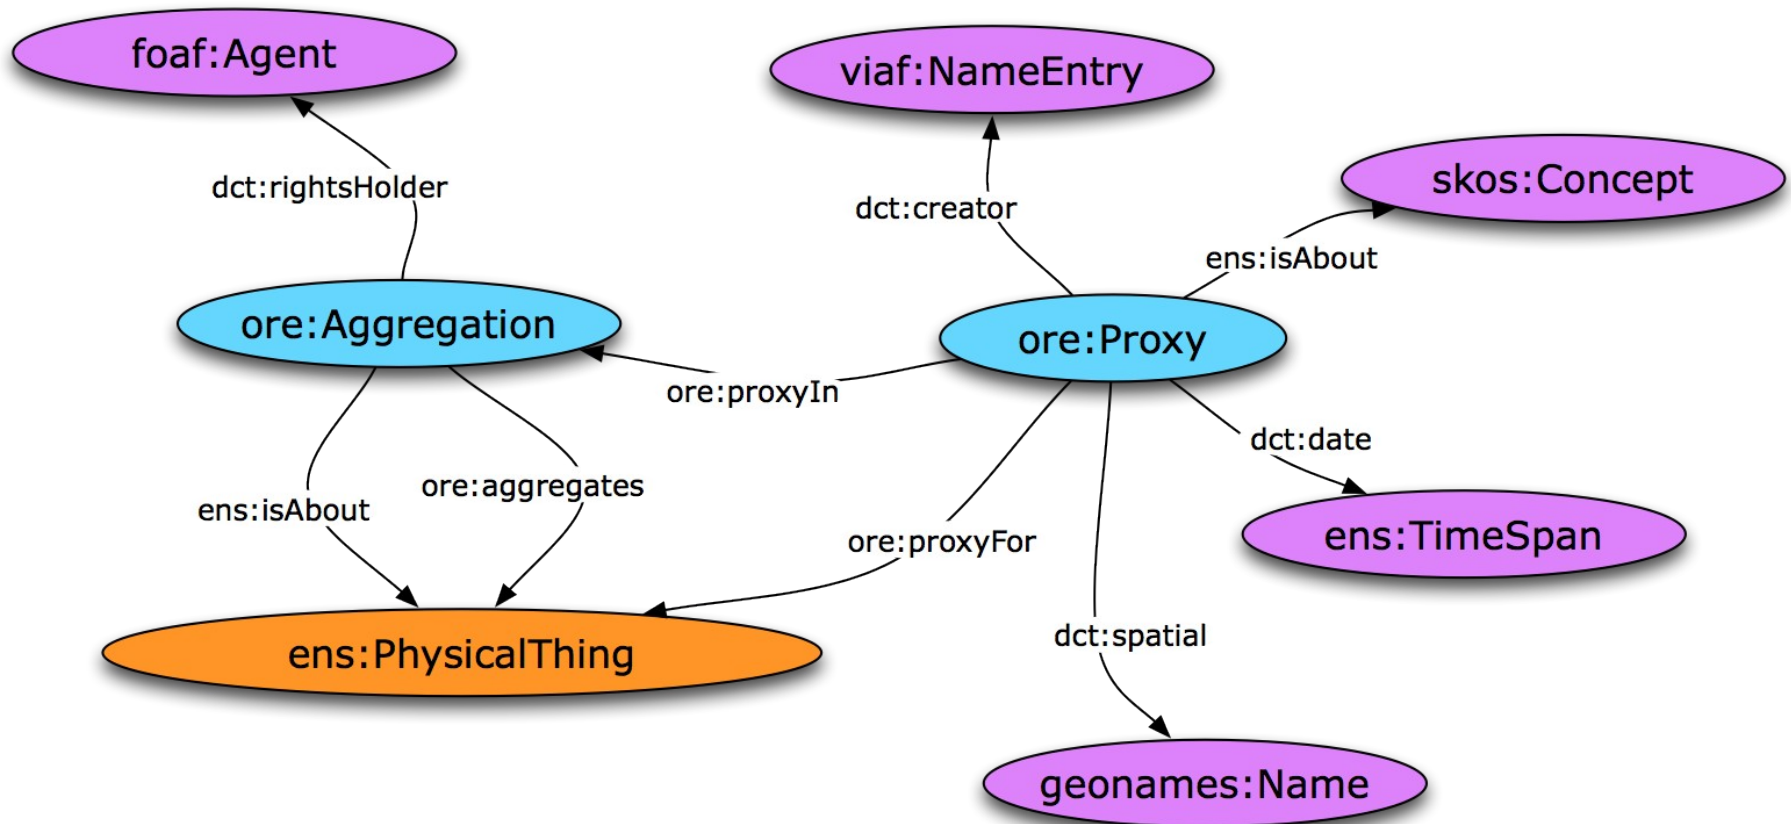 foaf:Agent
viaf:NameEntry
skos:Concept
dct:rightsHolder
dct:creator
ens:isAbout
ore:Aggregation
ore:Proxy
ore:proxyIn
dct:date
ore:aggregates
ens:isAbout
ens:TimeSpan
ore:proxyFor
dct:spatial
ens:PhysicalThing
geonames:Name